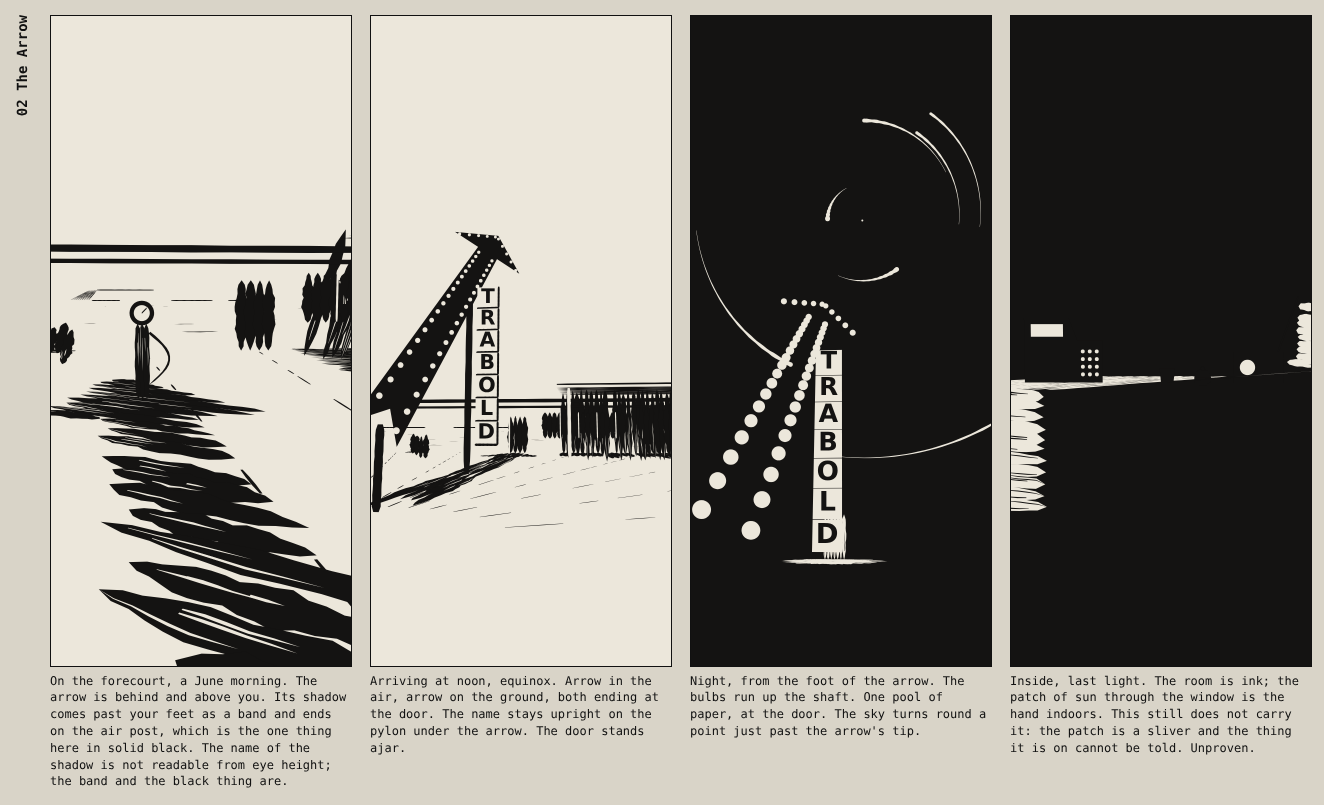 02 The Arrow
T
R
A
B
O
L
D
T
R
A
B
O
L
D
On the forecourt, a June morning. The
arrow is behind and above you. Its shadow
comes past your feet as a band and ends
on the air post, which is the one thing
here in solid black. The name of the
shadow is not readable from eye height;
the band and the black thing are.
Arriving at noon, equinox. Arrow in the
air, arrow on the ground, both ending at
the door. The name stays upright on the
pylon under the arrow. The door stands
ajar.
Night, from the foot of the arrow. The
bulbs run up the shaft. One pool of
paper, at the door. The sky turns round a
point just past the arrow's tip.
Inside, last light. The room is ink; the
patch of sun through the window is the
hand indoors. This still does not carry
it: the patch is a sliver and the thing
it is on cannot be told. Unproven.